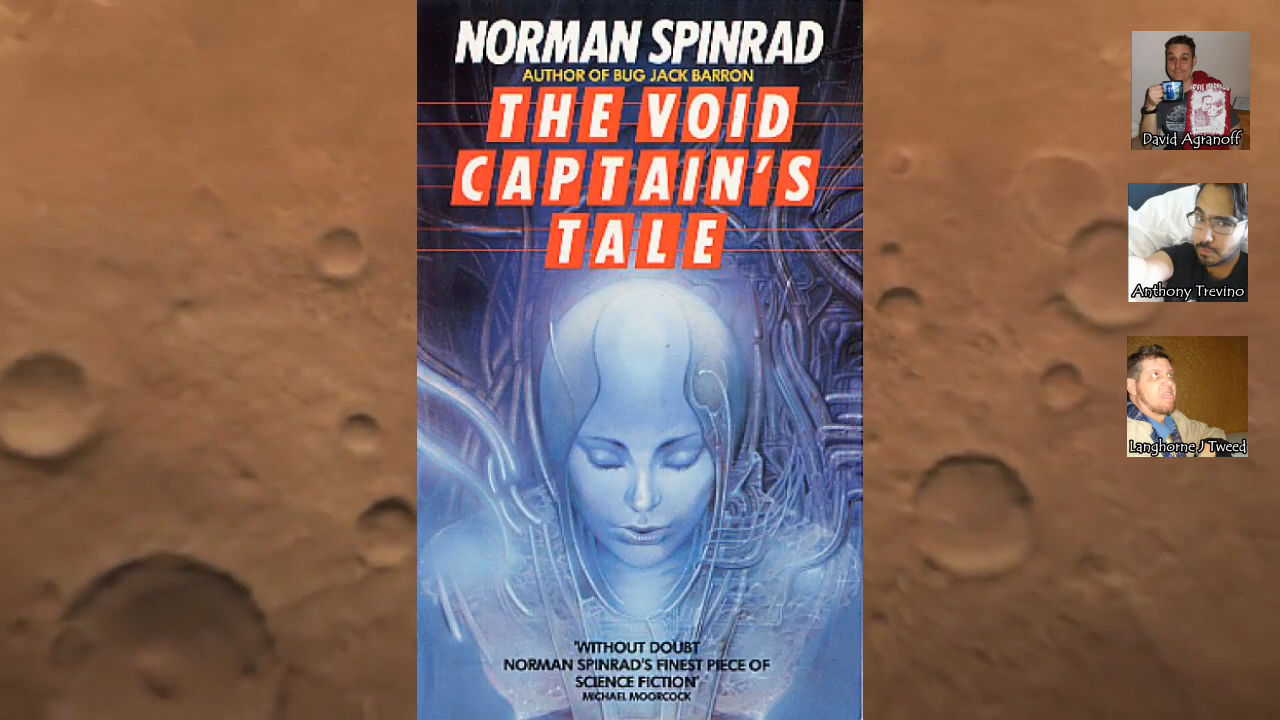 NORMAN SPINRAD
AUTHOR OF BUG JACK BARRON
THE VOID
CAPTAIN'S
TALE
"WITHOUT DOUBT
NORMAN SPINRAD'S FINEST PIECE OF
SCIENCE FICTION"
MICHAEL MOORCOCK
David Agranoff
Anthony Trevino
Langhorne J Tweed